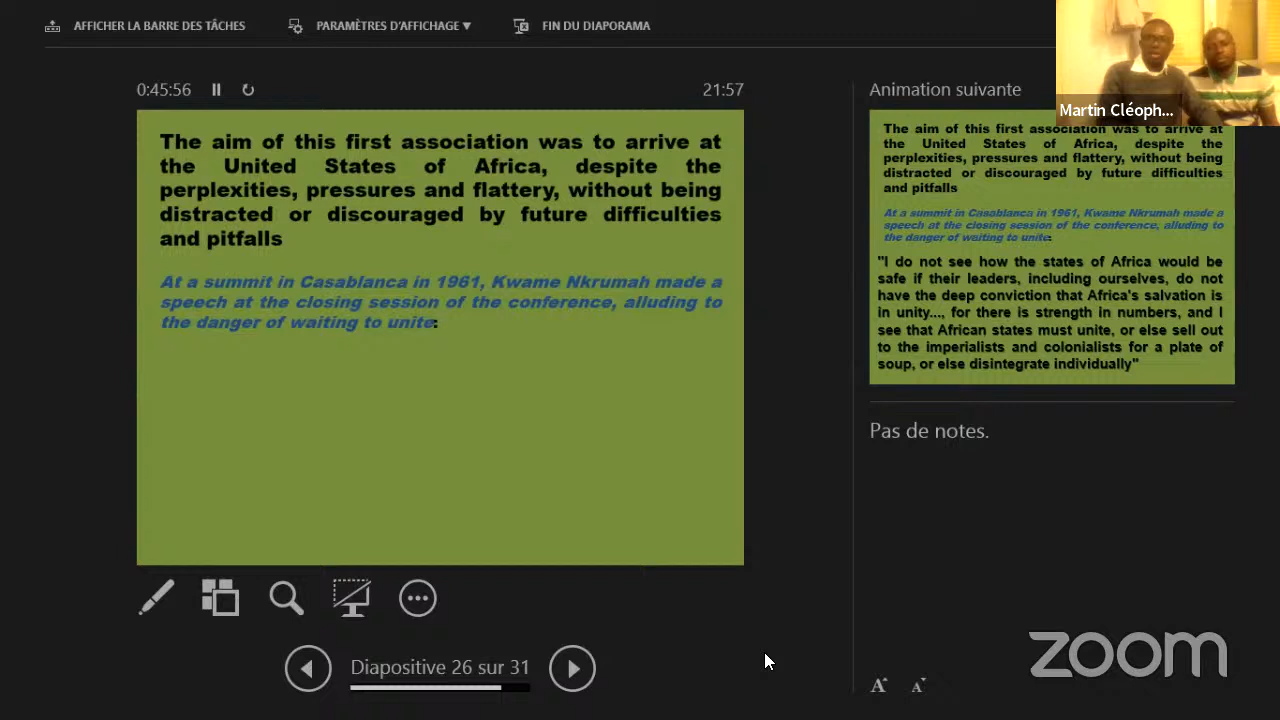 AFFICHER LA BARRE DES TÂCHES
PARAMÈTRES D'AFFICHAGE ▼
FIN DU DIAPORAMA
0:45:56
21:57
The aim of this first association was to arrive at
the United States of Africa, despite the
perplexities, pressures and flattery, without being
distracted or discouraged by future difficulties
and pitfalls
At a summit in Casablanca in 1961, Kwame Nkrumah made a
speech at the closing session of the conference, alluding to
the danger of waiting to unite:
Diapositive 26 sur 31
Animation suivante
Martin Cléoph...
The aim of this first association was to arrive at
the United States of Africa, despite the
perplexities, pressures and flattery, without being
distracted or discouraged by future difficulties
and pitfalls
At a summit in Casablanca in 1961, Kwame Nkrumah made a
speech at the closing session of the conference, alluding to
the danger of waiting to unite:
"I do not see how the states of Africa would be
safe if their leaders, including ourselves, do not
have the deep conviction that Africa's salvation is
in unity..., for there is strength in numbers, and I
see that African states must unite, or else sell out
to the imperialists and colonialists for a plate of
soup, or else disintegrate individually"
Pas de notes.
A A
zoom